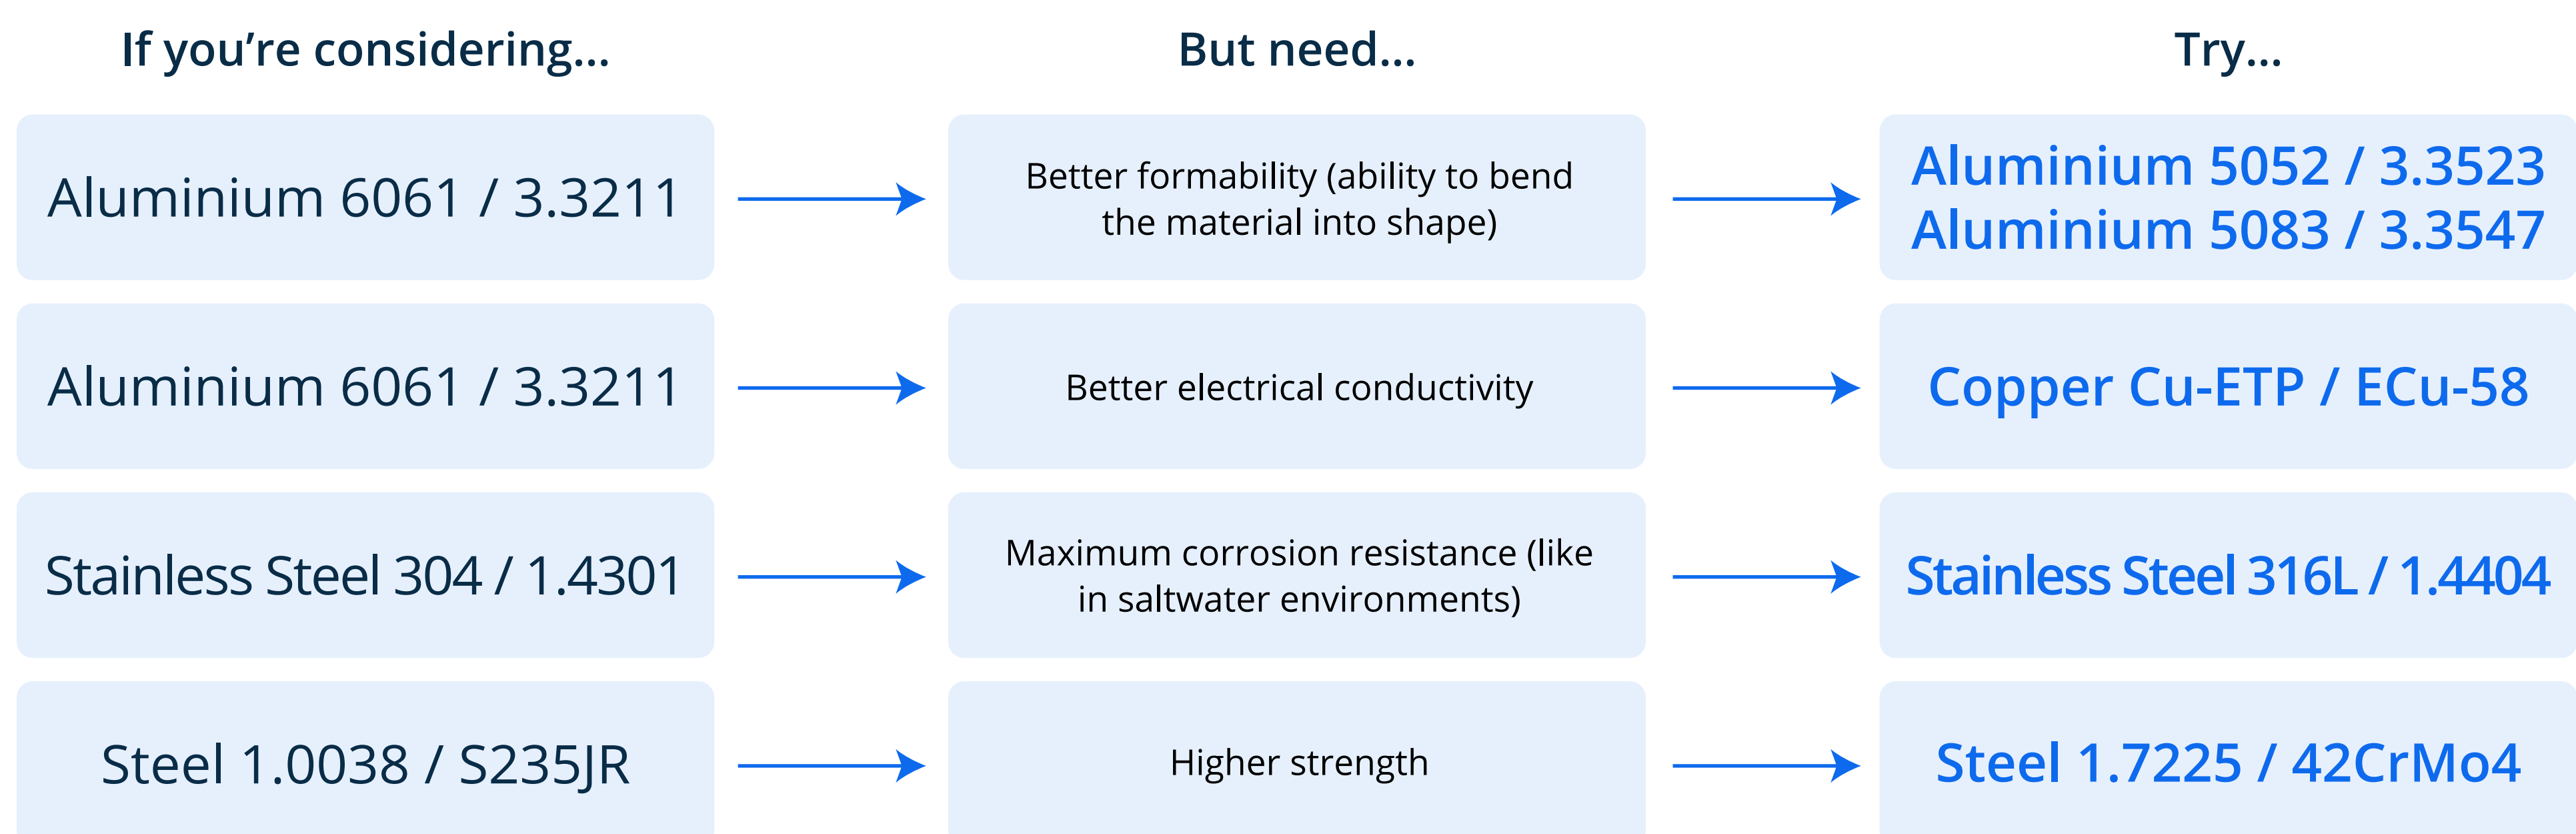 If you’re considering...
But need...
Try...
Aluminium 6061 / 3.3211
Better formability (ability to bend
the material into shape)
Aluminium 5052 / 3.3523
Aluminium 5083 / 3.3547
Aluminium 6061 / 3.3211
Better electrical conductivity
Copper Cu-ETP / ECu-58
Stainless Steel 304 / 1.4301
Maximum corrosion resistance (like
in saltwater environments)
Stainless Steel 316L / 1.4404
Steel 1.0038 / S235JR
Higher strength
Steel 1.7225 / 42CrMo4